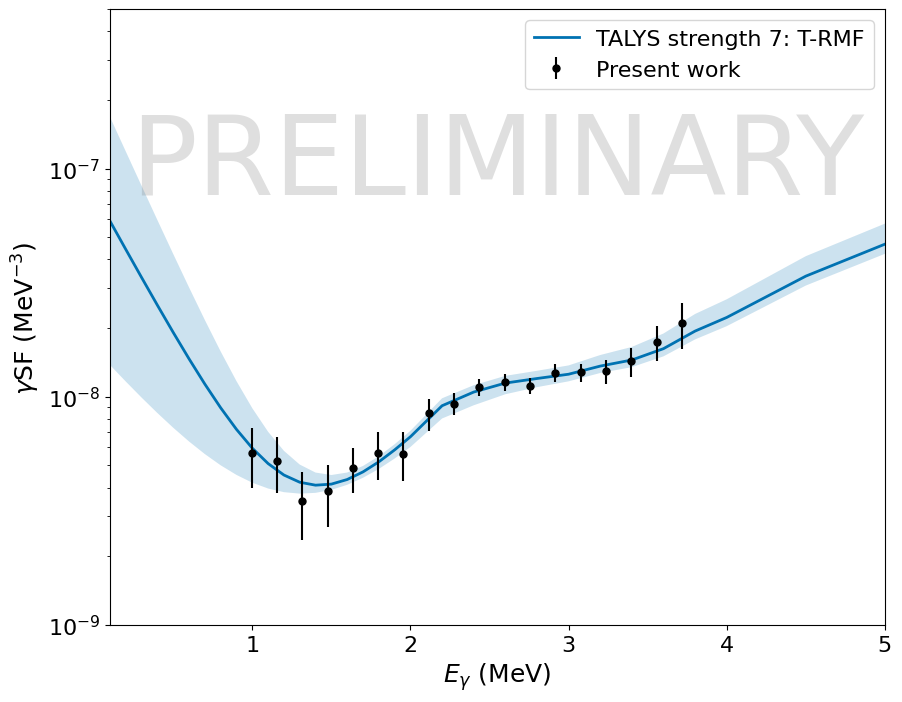 TALYS strength 7: T-RMF
Present work
PRELIMINARY
10⁻⁷
10⁻⁸
10⁻⁹
γSF (MeV⁻³)
1 2 3 4 5
E_γ (MeV)